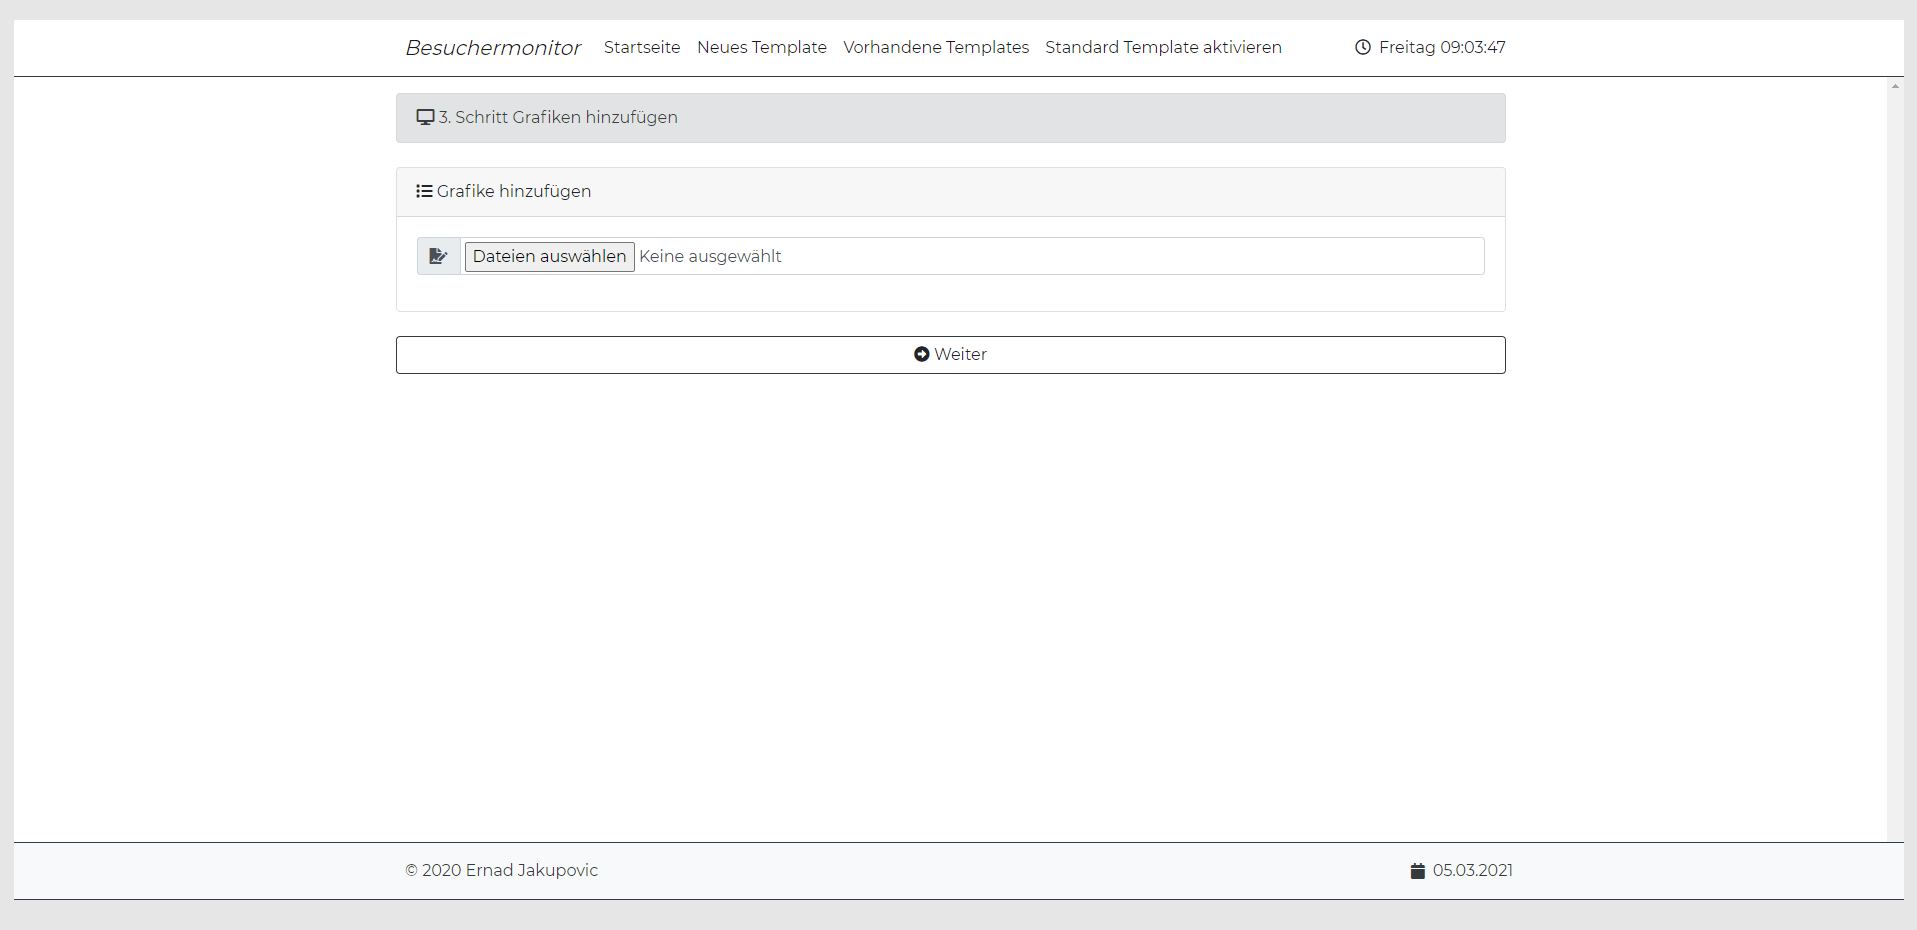 Besuchermonitor Startseite Neues Template Vorhandene Templates Standard Template aktivieren Freitag 09:03:47
3. Schritt Grafiken hinzufügen
Grafike hinzufügen
Dateien auswählen Keine ausgewählt
Weiter
© 2020 Ernad Jakupovic 05.03.2021